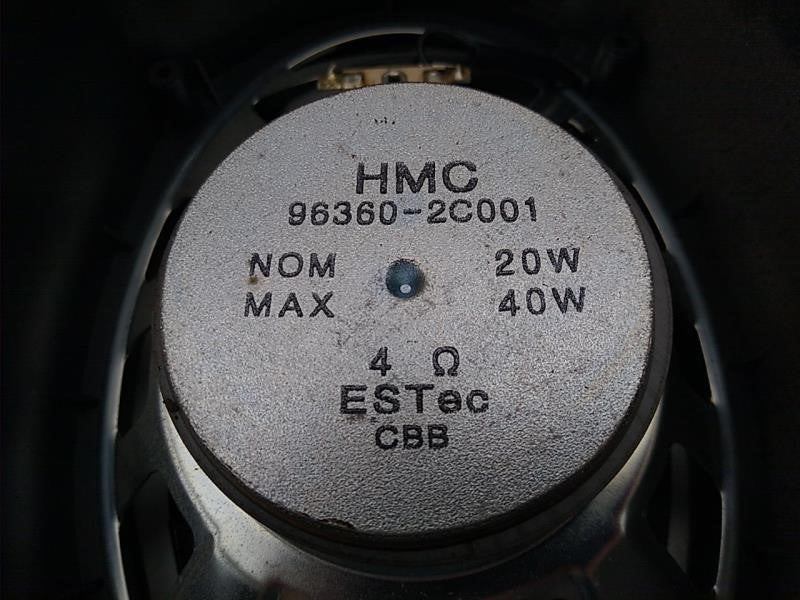 HMC
96360-2C001
NOM 20W
MAX 40W
4 Ω
ESTec
CBB